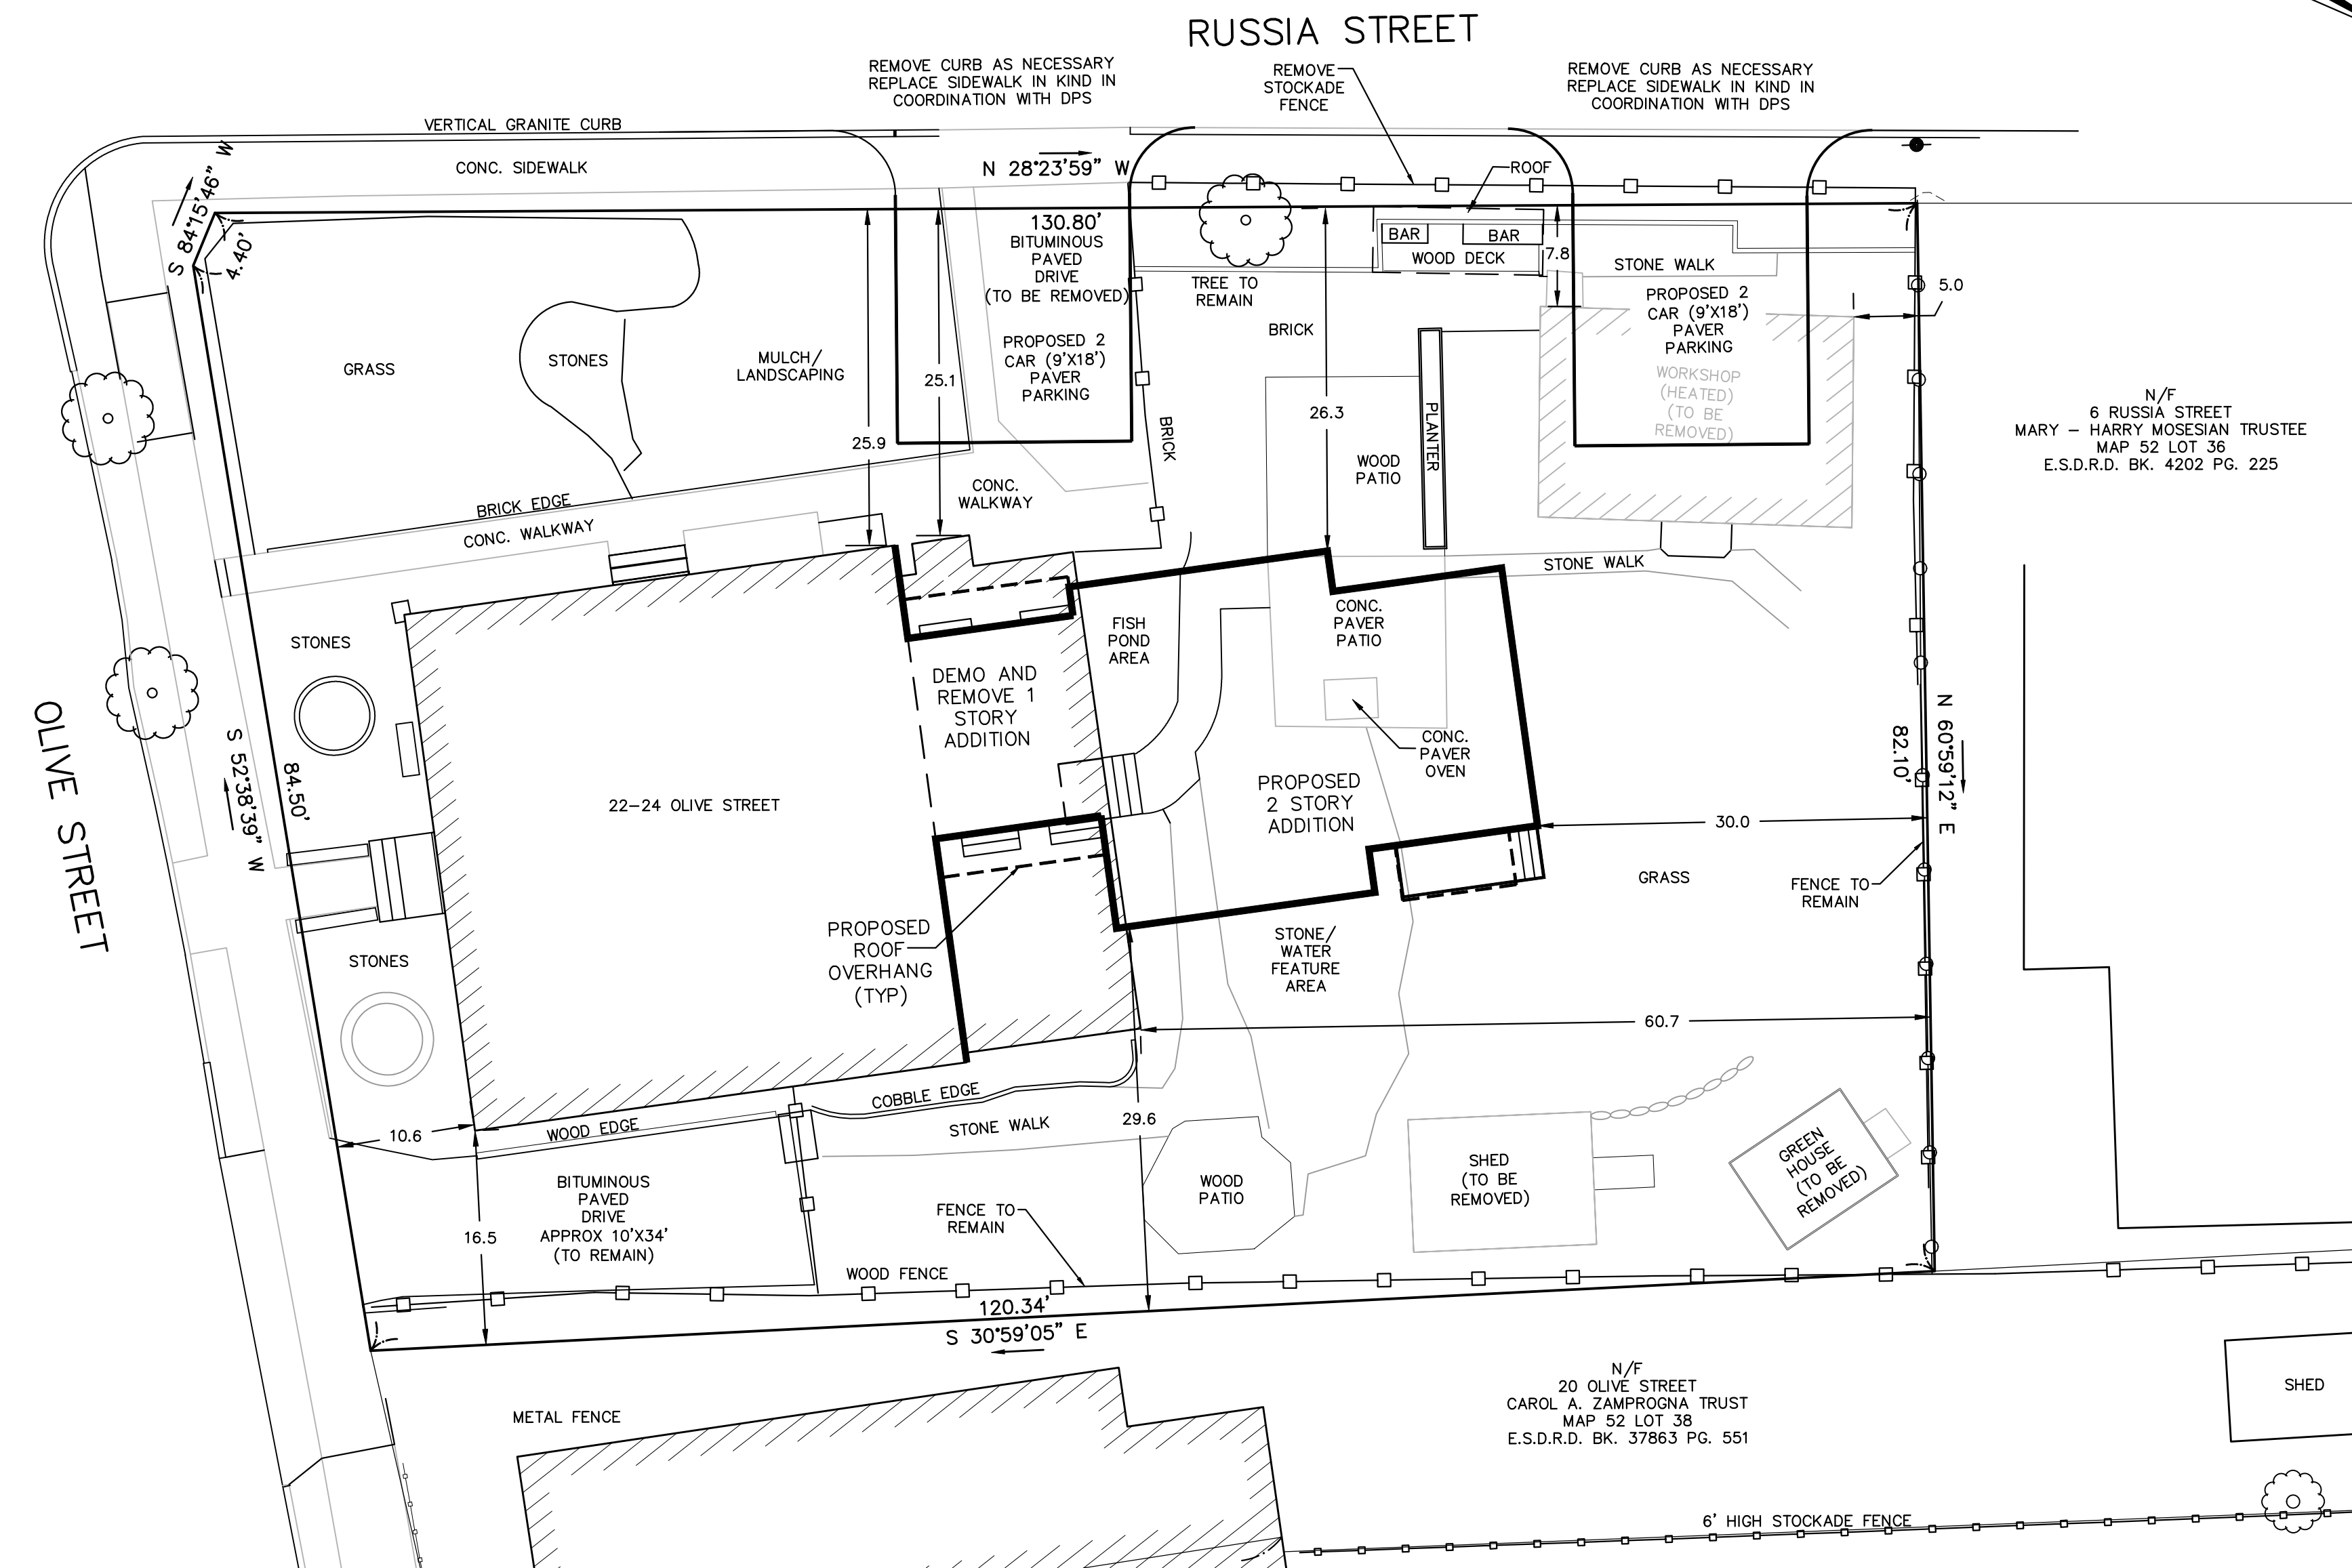 RUSSIA STREET
REMOVE CURB AS NECESSARY
REPLACE SIDEWALK IN KIND IN
COORDINATION WITH DPS
REMOVE
STOCKADE
FENCE
REMOVE CURB AS NECESSARY
REPLACE SIDEWALK IN KIND IN
COORDINATION WITH DPS
VERTICAL GRANITE CURB
CONC. SIDEWALK
N 28°23'59" W
ROOF
S 84°15'46" W
4.40'
130.80'
BITUMINOUS
PAVED
DRIVE
(TO BE REMOVED)
PROPOSED 2
CAR (9'X18')
PAVER
PARKING
TREE TO
REMAIN
BAR
BAR
WOOD DECK
7.8
STONE WALK
PROPOSED 2
CAR (9'X18')
PAVER
PARKING
WORKSHOP
(HEATED)
(TO BE
REMOVED)
5.0
GRASS
STONES
MULCH/
LANDSCAPING
25.9
25.1
BRICK
BRICK
26.3
WOOD
PATIO
PLANTER
N/F
6 RUSSIA STREET
MARY - HARRY MOSESIAN TRUSTEE
MAP 52 LOT 36
E.S.D.R.D. BK. 4202 PG. 225
BRICK EDGE
CONC. WALKWAY
CONC.
WALKWAY
STONE WALK
STONES
FISH
POND
AREA
CONC.
PAVER
PATIO
DEMO AND
REMOVE 1
STORY
ADDITION
CONC.
PAVER
OVEN
OLIVE STREET
S 52°38'39" W
84.50'
22-24 OLIVE STREET
PROPOSED
2 STORY
ADDITION
30.0
82.10'
N 60°59'12" E
GRASS
FENCE TO
REMAIN
PROPOSED
ROOF
OVERHANG
(TYP)
STONE/
WATER
FEATURE
AREA
STONES
60.7
10.6
WOOD EDGE
COBBLE EDGE
STONE WALK
29.6
BITUMINOUS
PAVED
DRIVE
APPROX 10'X34'
(TO REMAIN)
16.5
FENCE TO
REMAIN
WOOD
PATIO
SHED
(TO BE
REMOVED)
GREEN
HOUSE
(TO BE
REMOVED)
WOOD FENCE
120.34'
S 30°59'05" E
METAL FENCE
N/F
20 OLIVE STREET
CAROL A. ZAMPROGNA TRUST
MAP 52 LOT 38
E.S.D.R.D. BK. 37863 PG. 551
SHED
6' HIGH STOCKADE FENCE